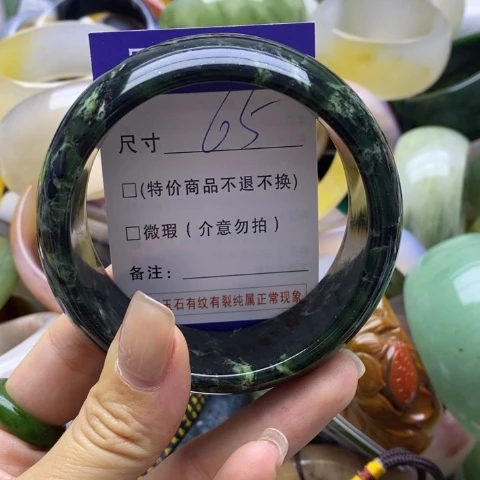 尺寸 65
□(特价商品不退不换)
□微瑕(介意勿拍)
备注:
玉石有纹有裂纯属正常现象